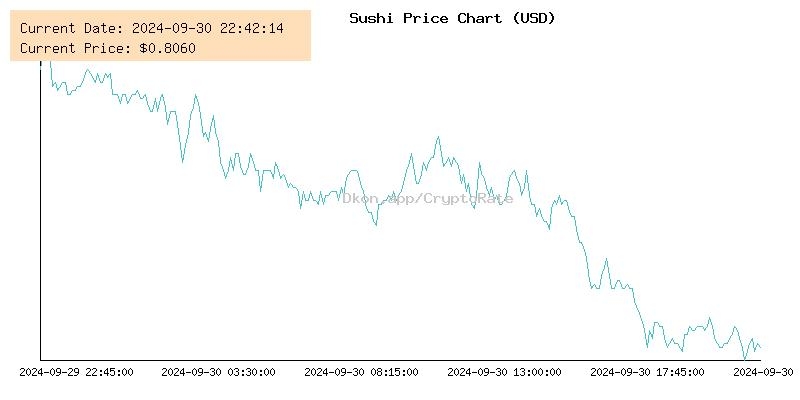 Sushi Price Chart (USD)
Current Date: 2024-09-30 22:42:14
Current Price: $0.8060
Dkon.app/CryptoRate
2024-09-29 22:45:00 2024-09-30 03:30:00 2024-09-30 08:15:00 2024-09-30 13:00:00 2024-09-30 17:45:00 2024-09-30